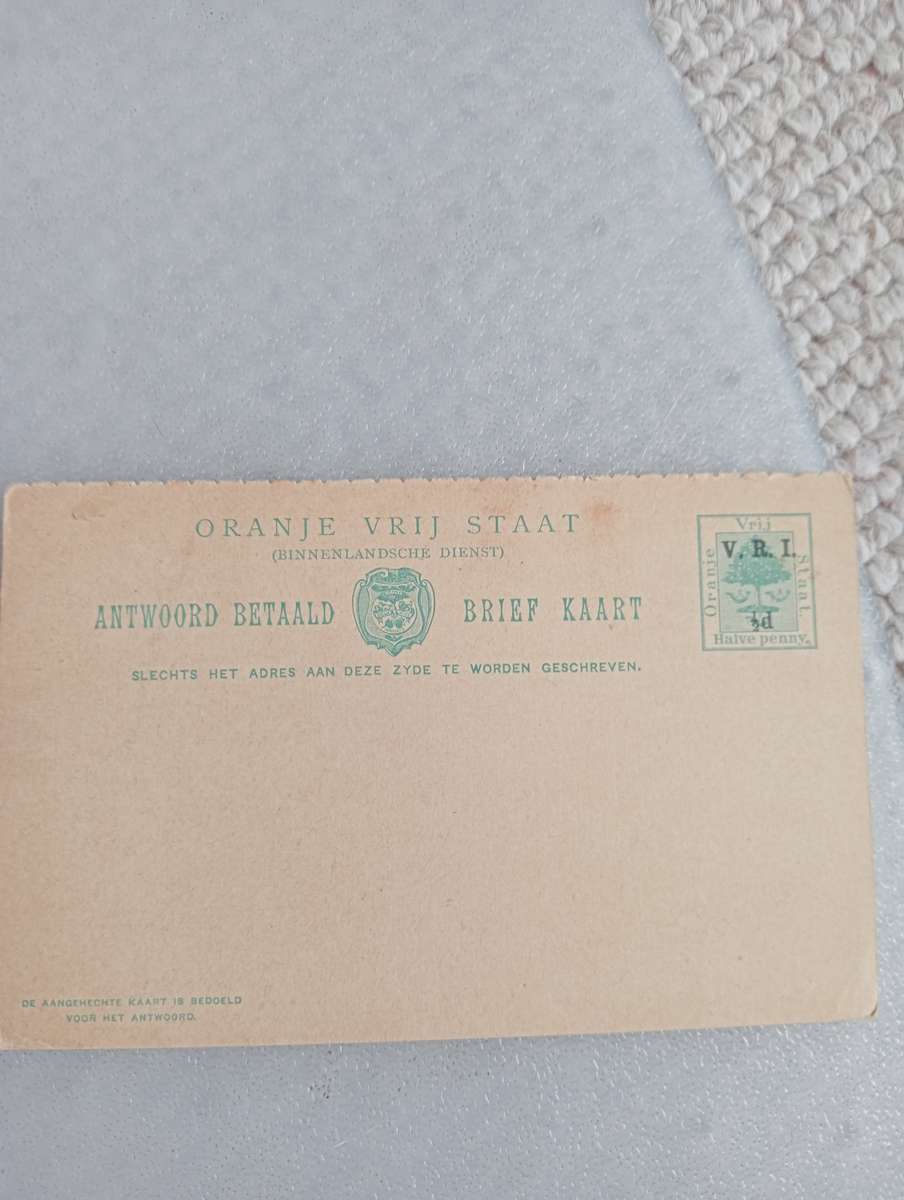 ORANJE VRIJ STAAT
(BINNENLANDSCHE DIENST)
ANTWOORD BETAALD BRIEF KAART
SLECHTS HET ADRES AAN DEZE ZYDE TE WORDEN GESCHREVEN.
Oranje Vrij Staat
V. R. I.
½d
Halve penny.
DE AANGEHECHTE KAART IS BEDOELD
VOOR HET ANTWOORD.